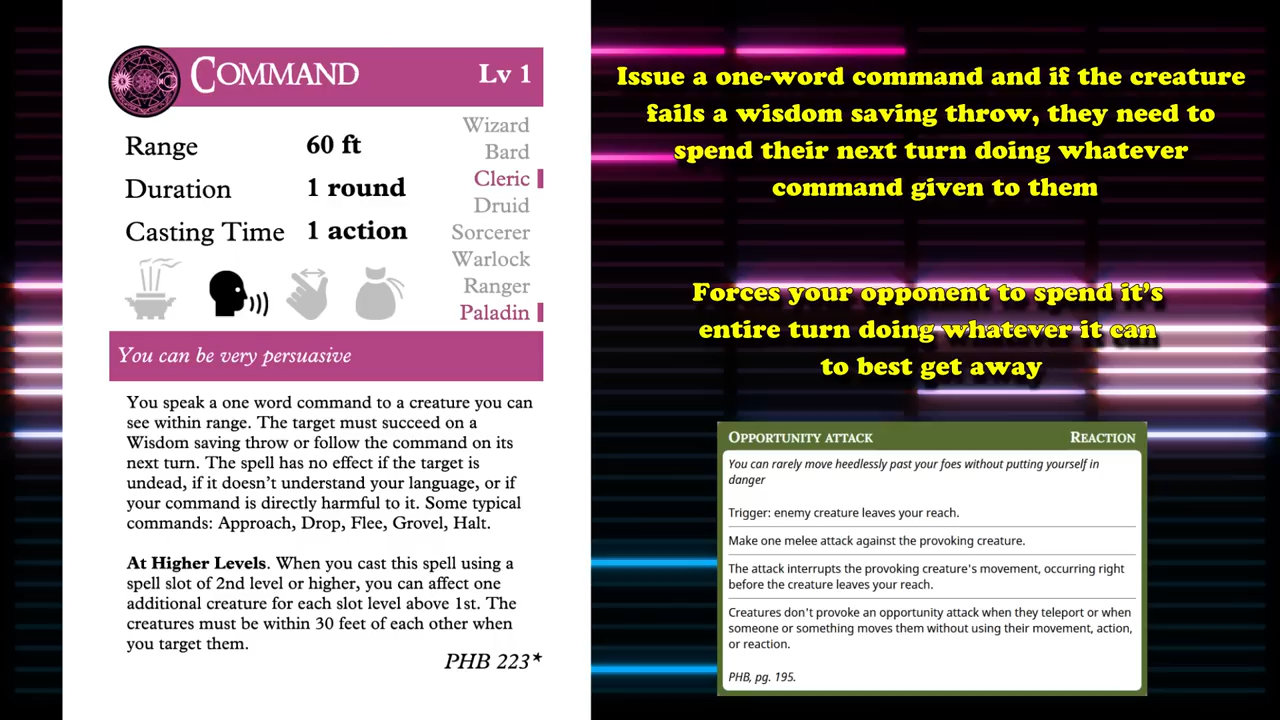 COMMAND
Lv 1
Range 60 ft
Duration 1 round
Casting Time 1 action
Wizard
Bard
Cleric
Druid
Sorcerer
Warlock
Ranger
Paladin
You can be very persuasive
You speak a one word command to a creature you can
see within range. The target must succeed on a
Wisdom saving throw or follow the command on its
next turn. The spell has no effect if the target is
undead, if it doesn't understand your language, or if
your command is directly harmful to it. Some typical
commands: Approach, Drop, Flee, Grovel, Halt.
At Higher Levels. When you cast this spell using a
spell slot of 2nd level or higher, you can affect one
additional creature for each slot level above 1st. The
creatures must be within 30 feet of each other when
you target them.
PHB 223*
Issue a one-word command and if the creature
fails a wisdom saving throw, they need to
spend their next turn doing whatever
command given to them
Forces your opponent to spend it's
entire turn doing whatever it can
to best get away
OPPORTUNITY ATTACK
REACTION
You can rarely move heedlessly past your foes without putting yourself in
danger
Trigger: enemy creature leaves your reach.
Make one melee attack against the provoking creature.
The attack interrupts the provoking creature's movement, occurring right
before the creature leaves your reach.
Creatures don't provoke an opportunity attack when they teleport or when
someone or something moves them without using their movement, action,
or reaction.
PHB, pg. 195.